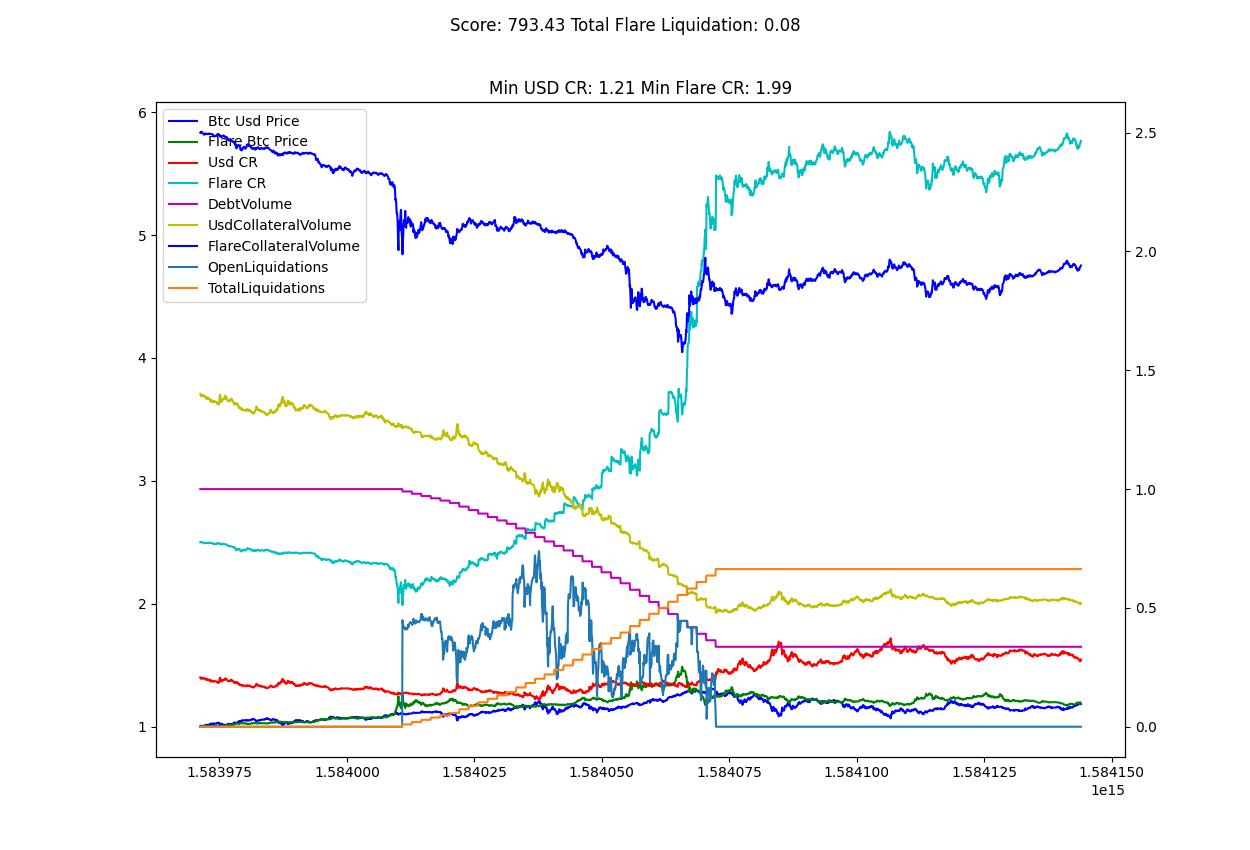 Score: 793.43 Total Flare Liquidation: 0.08
Min USD CR: 1.21 Min Flare CR: 1.99
6
5
4
3
2
1
Btc Usd Price
Flare Btc Price
Usd CR
Flare CR
DebtVolume
UsdCollateralVolume
FlareCollateralVolume
OpenLiquidations
TotalLiquidations
2.5
2.0
1.5
1.0
0.5
0.0
1.583975 1.584000 1.584025 1.584050 1.584075 1.584100 1.584125 1.584150
1e15